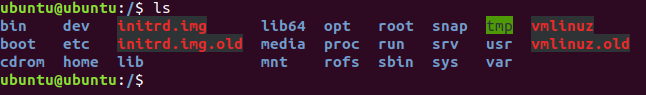 ubuntu@ubuntu:/$ ls
bin dev initrd.img lib64 opt root snap tmp vmlinuz
boot etc initrd.img.old media proc run srv usr vmlinuz.old
cdrom home lib mnt rofs sbin sys var
ubuntu@ubuntu:/$